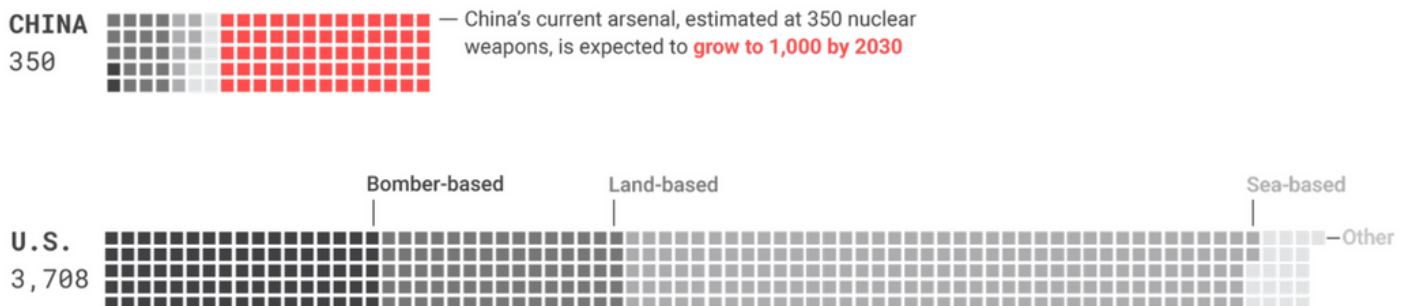 CHINA
350
China’s current arsenal, estimated at 350 nuclear
weapons, is expected to grow to 1,000 by 2030
Bomber-based
Land-based
Sea-based
U.S.
3,708
Other